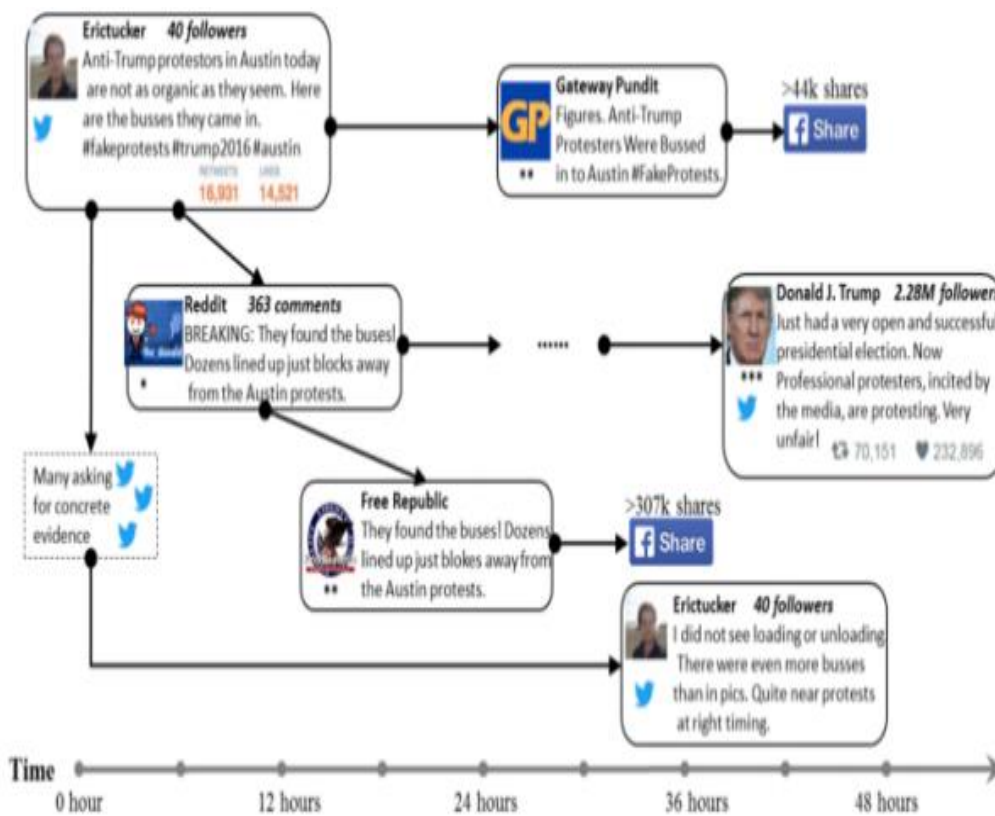 Erictucker 40 followers
Anti-Trump protestors in Austin today
are not as organic as they seem. Here
are the busses they came in.
#fakeprotests #trump2016 #austin
RETWEETS LIKES
16,931 14,521
GP
Gateway Pundit
Figures. Anti-Trump
Protesters Were Bussed
in to Austin #FakeProtests.
**
>44k shares
f Share
Reddit 363 comments
BREAKING: They found the buses!
Dozens lined up just blocks away
from the Austin protests.
*
......
Donald J. Trump 2.28M follower
Just had a very open and successful
presidential election. Now
Professional protesters, incited by
the media, are protesting. Very
unfair!
***
70,151 232,896
Many asking
for concrete
evidence
Free Republic
They found the buses! Dozens
lined up just blokes away from
the Austin protests.
**
>307k shares
f Share
Erictucker 40 followers
I did not see loading or unloading
There were even more busses
than in pics. Quite near protests
at right timing.
Time
0 hour 12 hours 24 hours 36 hours 48 hours